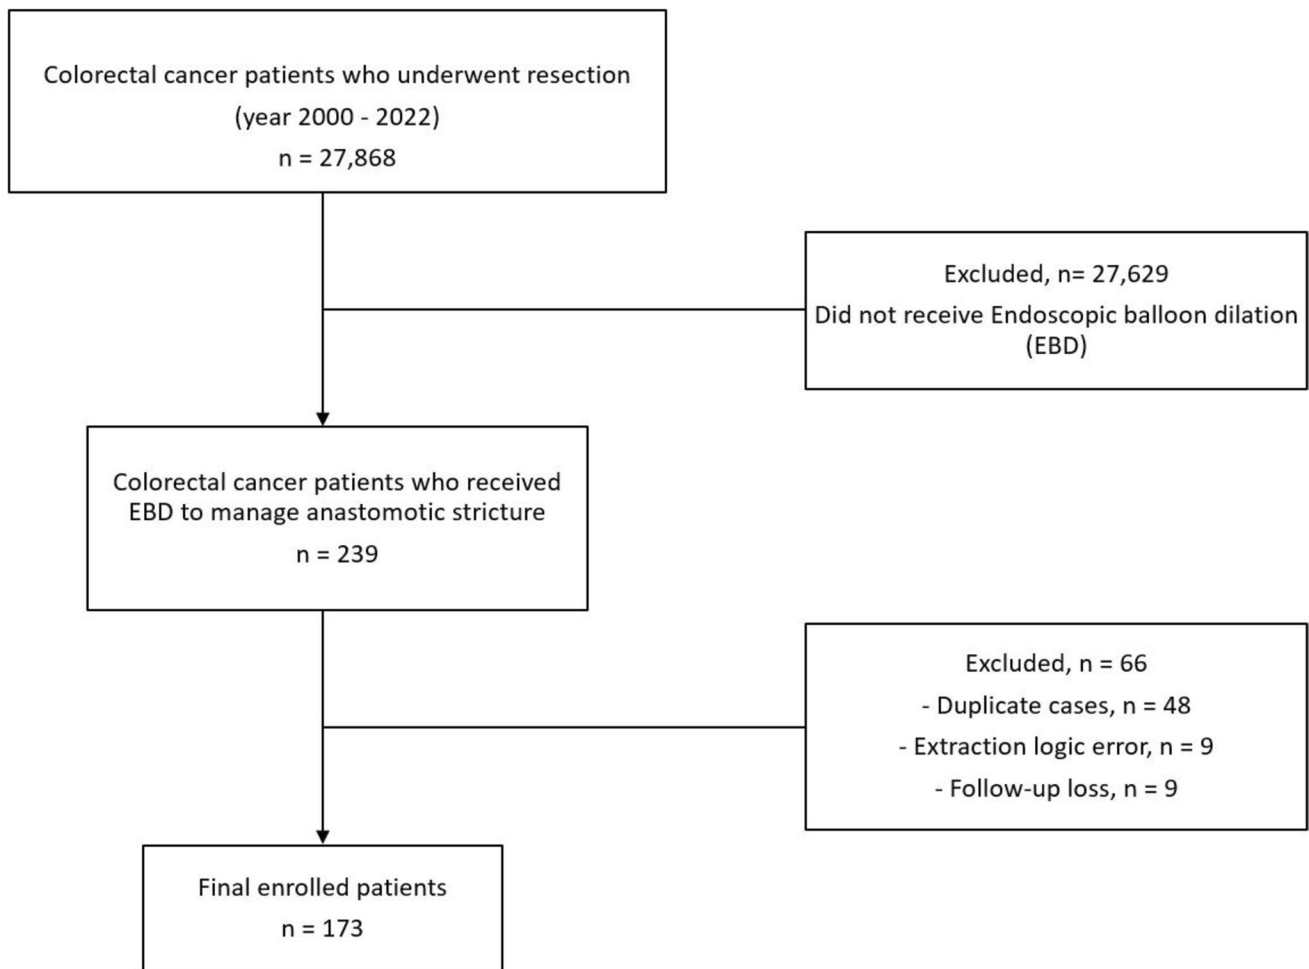 Colorectal cancer patients who underwent resection
(year 2000 - 2022)
n = 27,868
Excluded, n= 27,629
Did not receive Endoscopic balloon dilation
(EBD)
Colorectal cancer patients who received
EBD to manage anastomotic stricture
n = 239
Excluded, n = 66
- Duplicate cases, n = 48
- Extraction logic error, n = 9
- Follow-up loss, n = 9
Final enrolled patients
n = 173